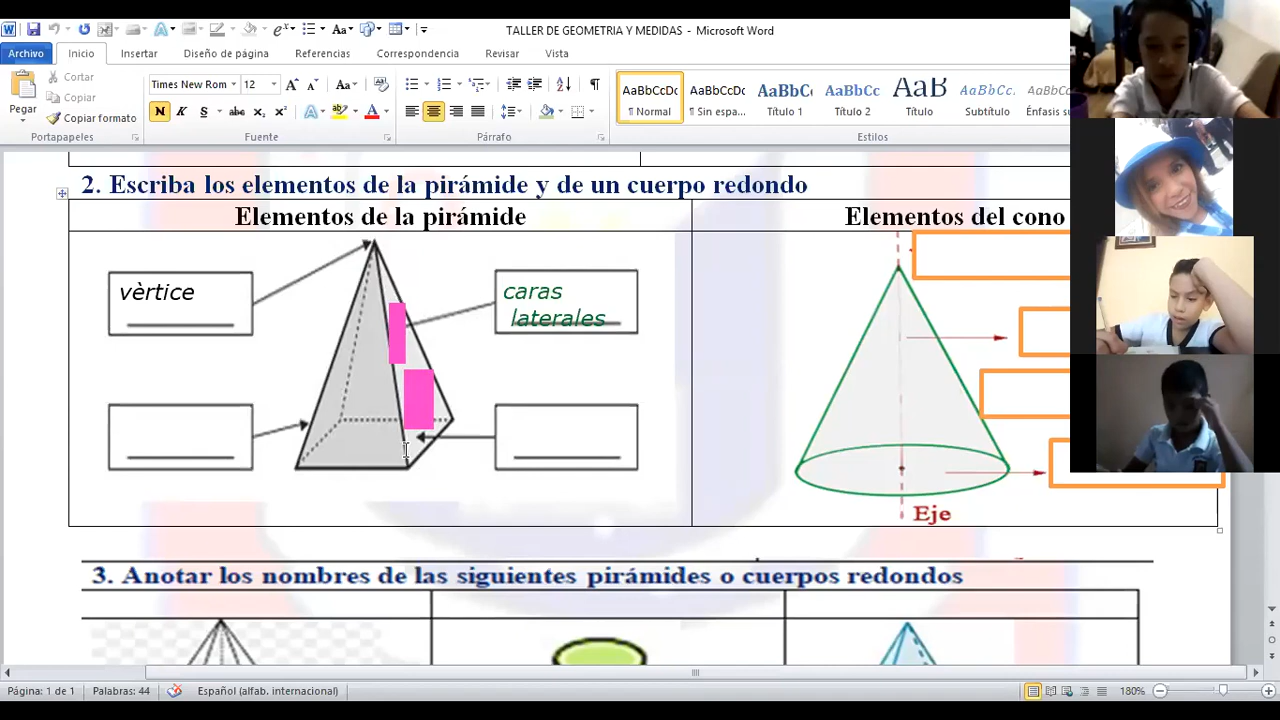 TALLER DE GEOMETRIA Y MEDIDAS - Microsoft Word
Archivo Inicio Insertar Diseño de página Referencias Correspondencia Revisar Vista
Cortar
Copiar
Pegar
Copiar formato
Times New Rom 12
N K S abc x₂ x²
AaBbCcDc AaBbCcDc AaBbC AaBbCc AaB AaBbCc. AaBbCcDc
¶ Normal ¶ Sin espa... Título 1 Título 2 Título Subtítulo Énfasis
Portapapeles Fuente Párrafo Estilos
2. Escriba los elementos de la pirámide y de un cuerpo redondo
Elementos de la pirámide Elementos del cono
vèrtice
caras
laterales
Eje
3. Anotar los nombres de las siguientes pirámides o cuerpos redondos
Página: 1 de 1 Palabras: 44 Español (alfab. internacional) 180%